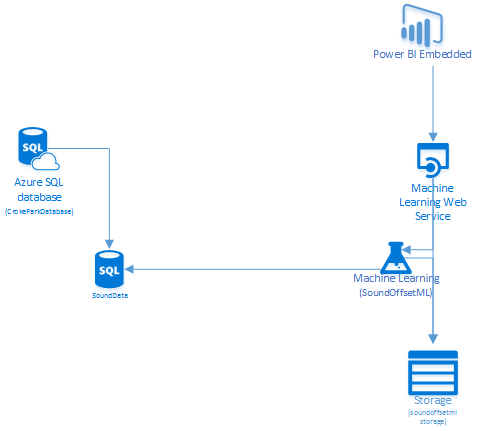 Power BI Embedded
SQL
Azure SQL
database
(CrokeParkDatabase)
Machine
Learning Web
Service
SQL
SoundData
Machine Learning
(SoundOffsetML)
Storage
(soundoffsetml
storage)